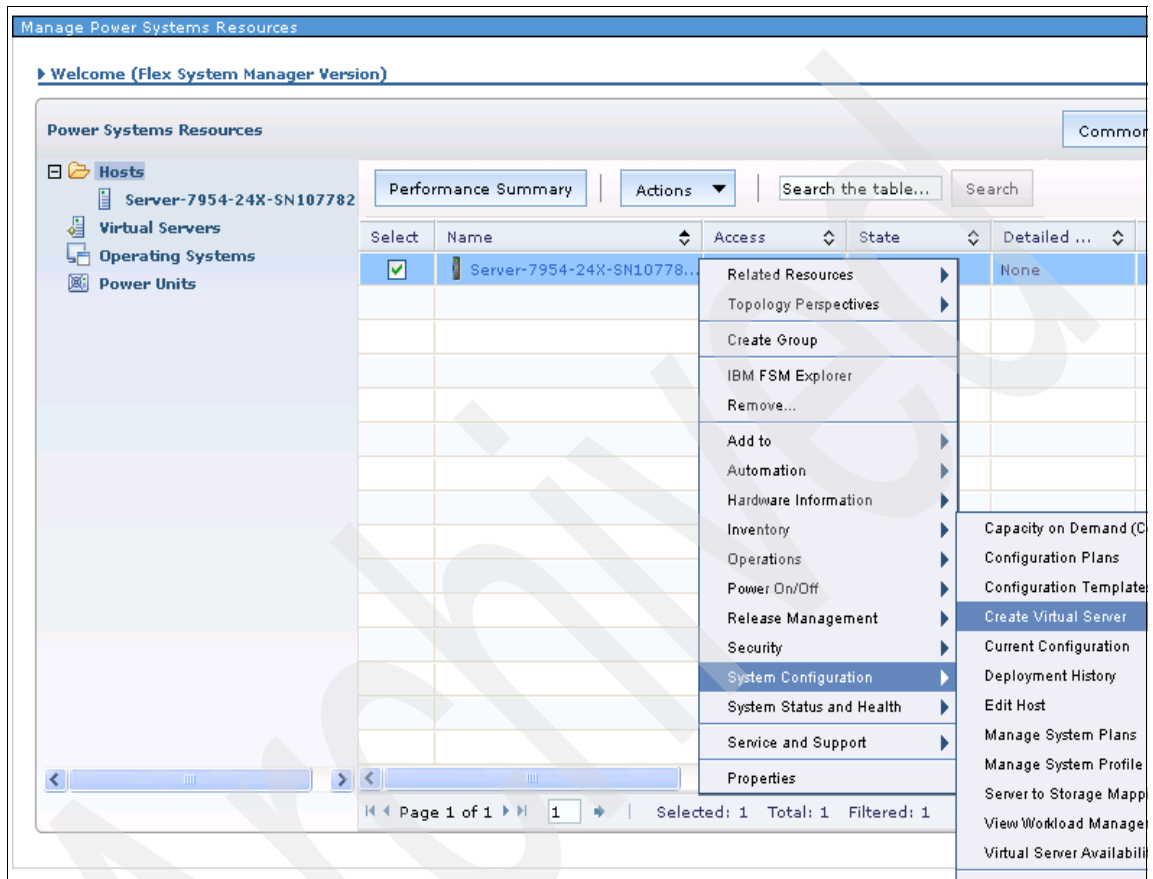 Manage Power Systems Resources
Welcome (Flex System Manager Version)
Power Systems Resources
Common
Hosts
Server-7954-24X-SN107782
Virtual Servers
Operating Systems
Power Units
Performance Summary | Actions | Search the table... Search
Select Name Access State Detailed ...
Server-7954-24X-SN10778... None
Related Resources
Topology Perspectives
Create Group
IBM FSM Explorer
Remove...
Add to
Automation
Hardware Information
Inventory
Operations
Power On/Off
Release Management
Security
System Configuration
System Status and Health
Service and Support
Properties
Capacity on Demand (C
Configuration Plans
Configuration Template
Create Virtual Server
Current Configuration
Deployment History
Edit Host
Manage System Plans
Manage System Profile
Server to Storage Mapp
View Workload Manage
Virtual Server Availabili
Page 1 of 1 1 | Selected: 1 Total: 1 Filtered: 1
Archived